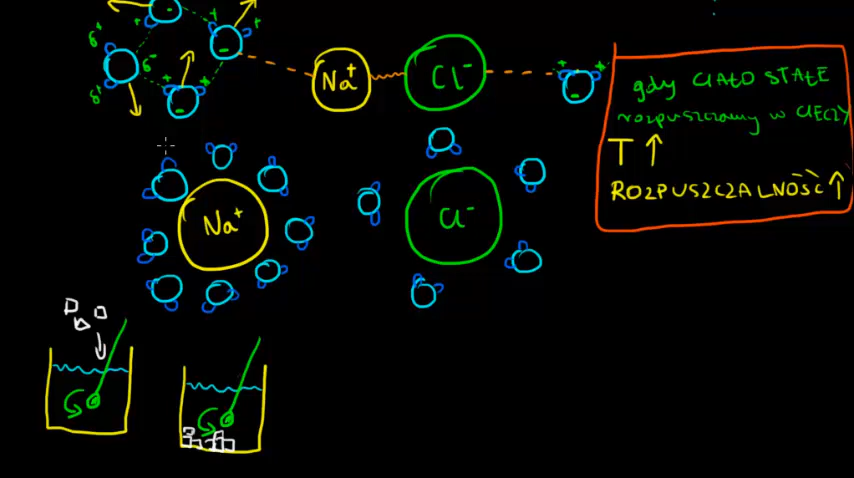 δ⁺ + + +
δ⁻
δ⁺ + +
-
-
Na⁺ Cl⁻ + +
-
gdy CIAŁO STAŁE
rozpuszczamy w CIECZY
T ↑
ROZPUSZCZALNOŚĆ ↑
Na⁺
Cl⁻